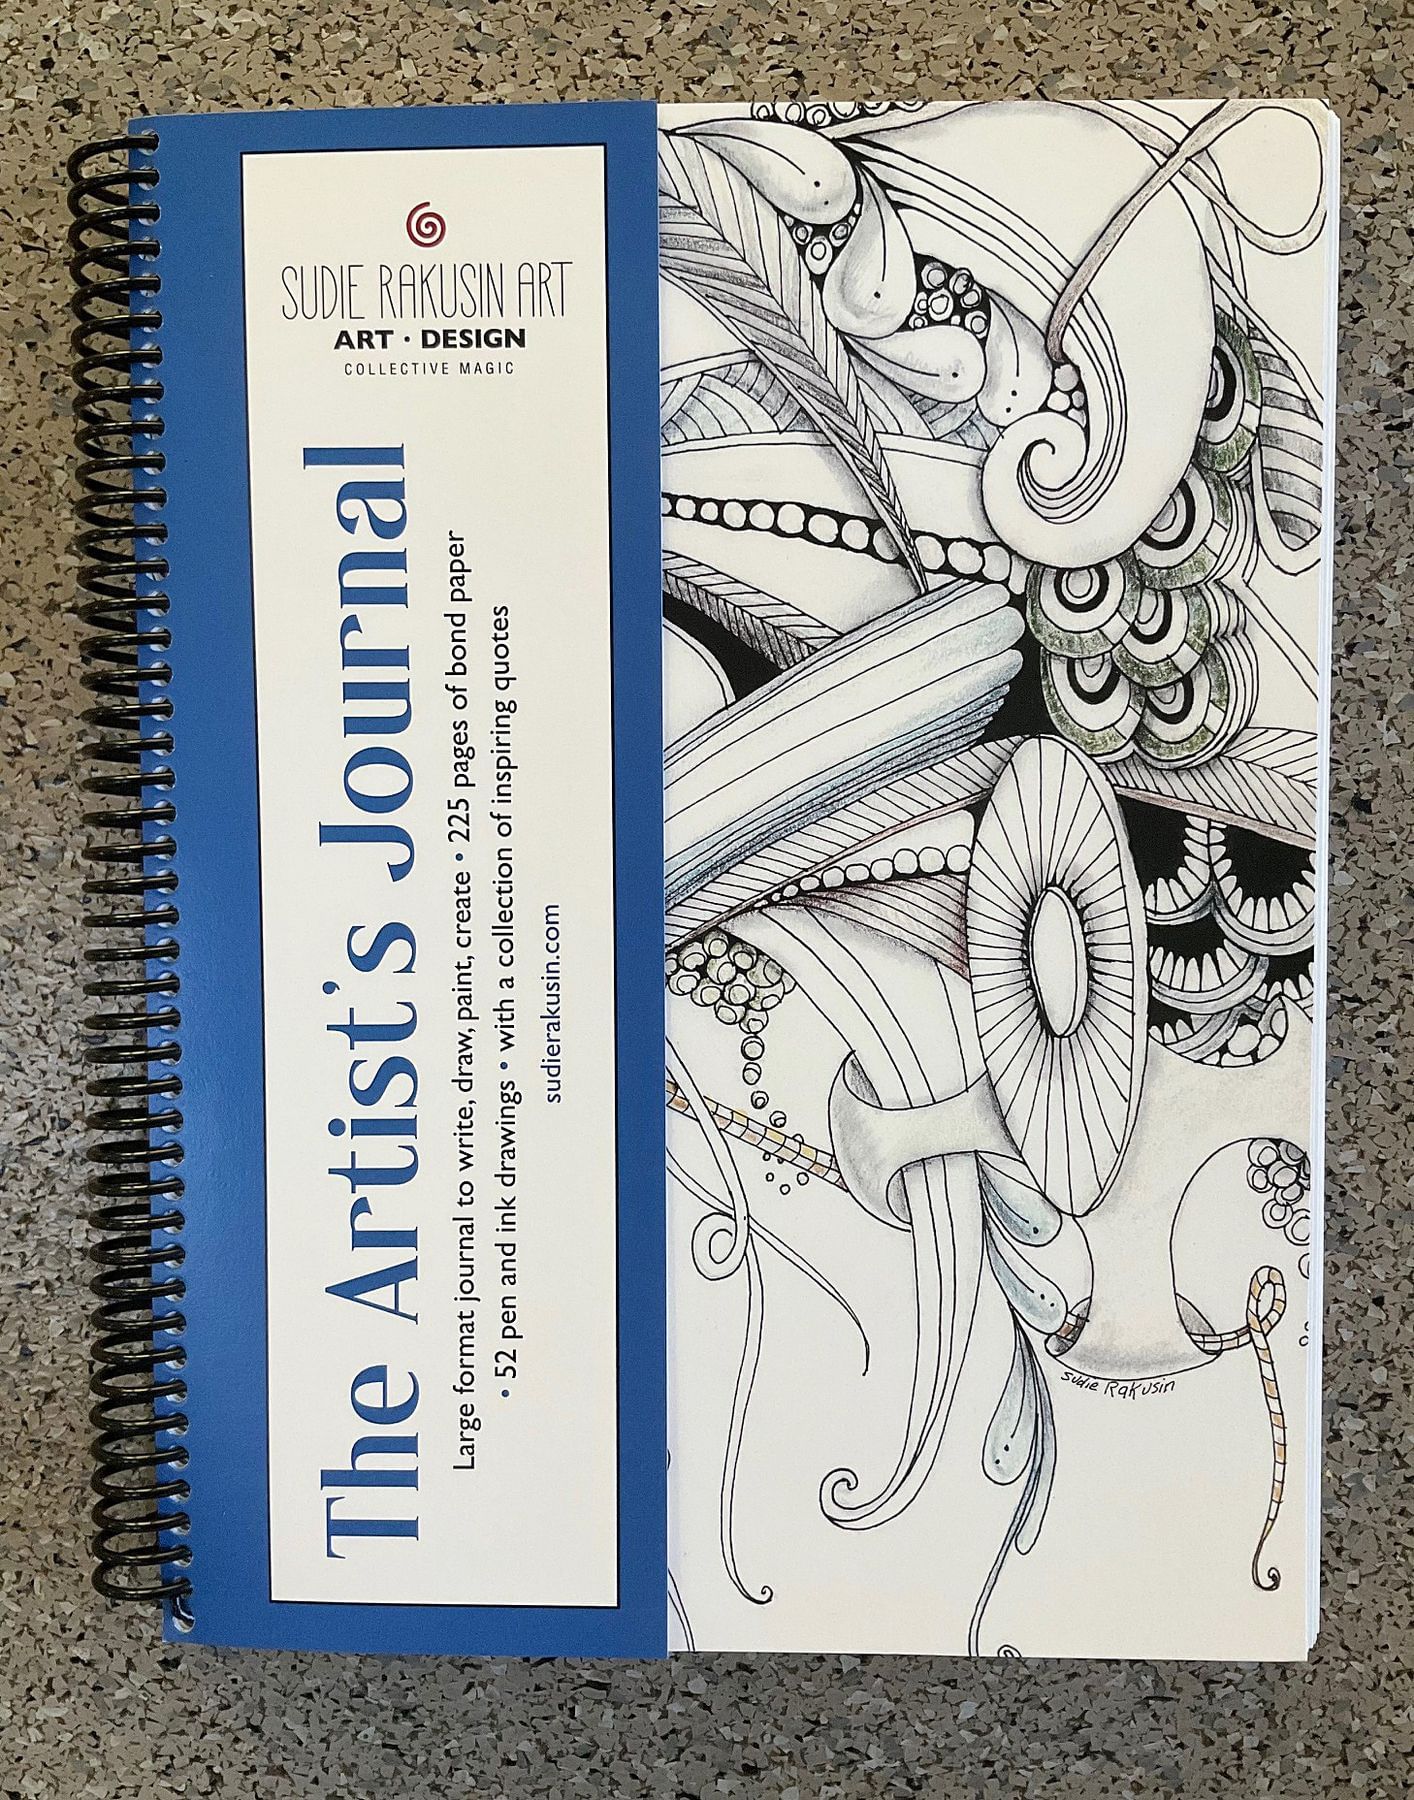 SUDIE RAKUSIN ART
ART · DESIGN
COLLECTIVE MAGIC
The Artist's Journal
Large format journal to write, draw, paint, create • 225 pages of bond paper
• 52 pen and ink drawings • with a collection of inspiring quotes
sudierakusin.com
Sudie Rakusin